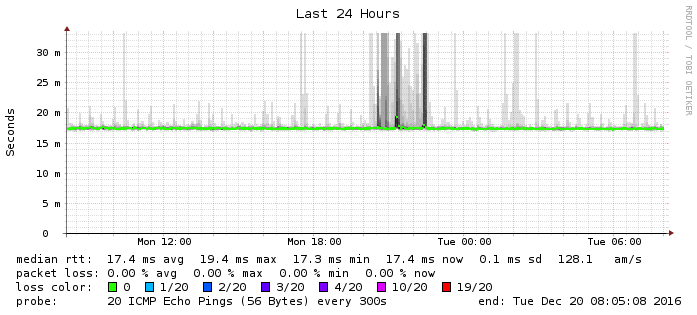 Last 24 Hours
RRDTOOL / TOBI OETIKER
Seconds
30 m
25 m
20 m
15 m
10 m
5 m
0
Mon 12:00 Mon 18:00 Tue 00:00 Tue 06:00
median rtt: 17.4 ms avg 19.4 ms max 17.3 ms min 17.4 ms now 0.1 ms sd 128.1 am/s
packet loss: 0.00 % avg 0.00 % max 0.00 % min 0.00 % now
loss color: 0 1/20 2/20 3/20 4/20 10/20 19/20
probe: 20 ICMP Echo Pings (56 Bytes) every 300s end: Tue Dec 20 08:05:08 2016